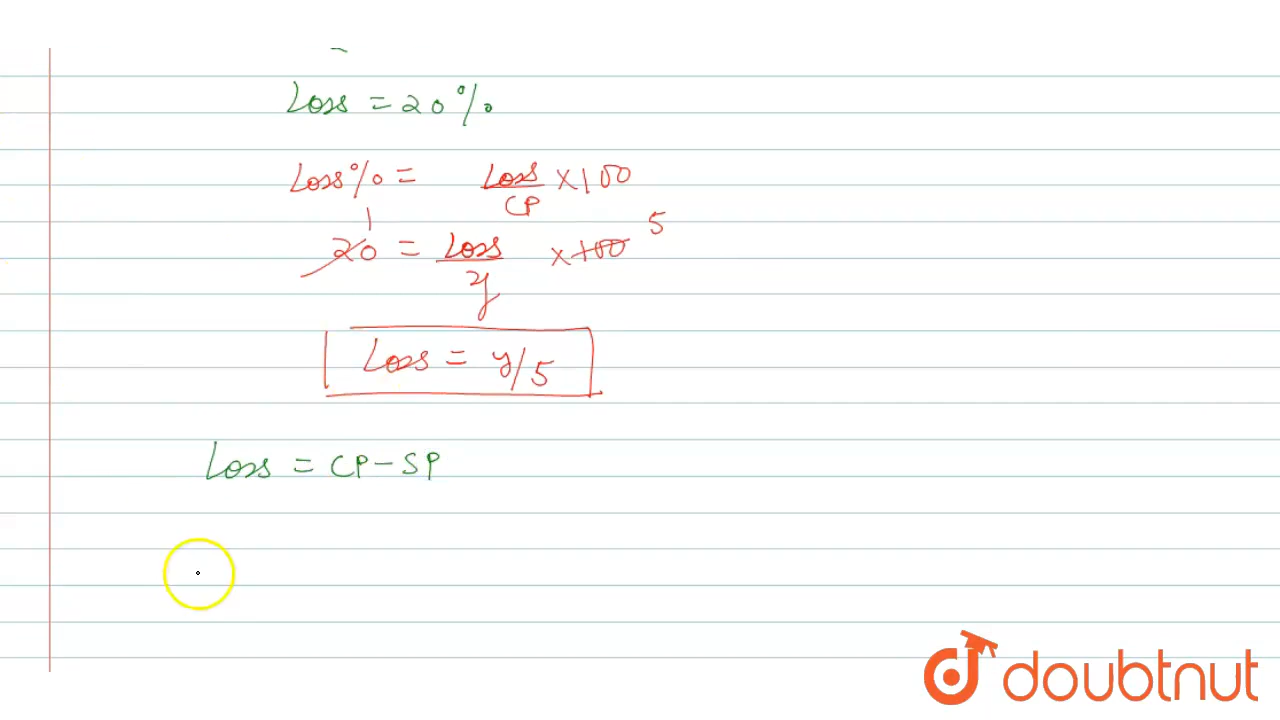 Loss = 20%
Loss% = Loss/CP × 100
1 5
20 = Loss/y × 100
Loss = y/5
Loss = CP - SP
doubtnut